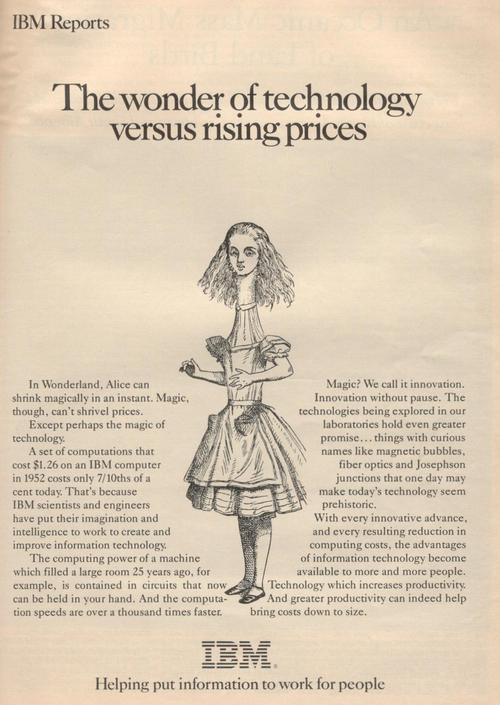 IBM Reports
The wonder of technology
versus rising prices
In Wonderland, Alice can
shrink magically in an instant. Magic,
though, can't shrivel prices.
Except perhaps the magic of
technology.
A set of computations that
cost $1.26 on an IBM computer
in 1952 costs only 7/10ths of a
cent today. That's because
IBM scientists and engineers
have put their imagination and
intelligence to work to create and
improve information technology.
The computing power of a machine
which filled a large room 25 years ago, for
example, is contained in circuits that now
can be held in your hand. And the computa-
tion speeds are over a thousand times faster.
Magic? We call it innovation.
Innovation without pause. The
technologies being explored in our
laboratories hold even greater
promise...things with curious
names like magnetic bubbles,
fiber optics and Josephson
junctions that one day may
make today's technology seem
prehistoric.
With every innovative advance,
and every resulting reduction in
computing costs, the advantages
of information technology become
available to more and more people.
Technology which increases productivity.
And greater productivity can indeed help
bring costs down to size.
IBM®
Helping put information to work for people